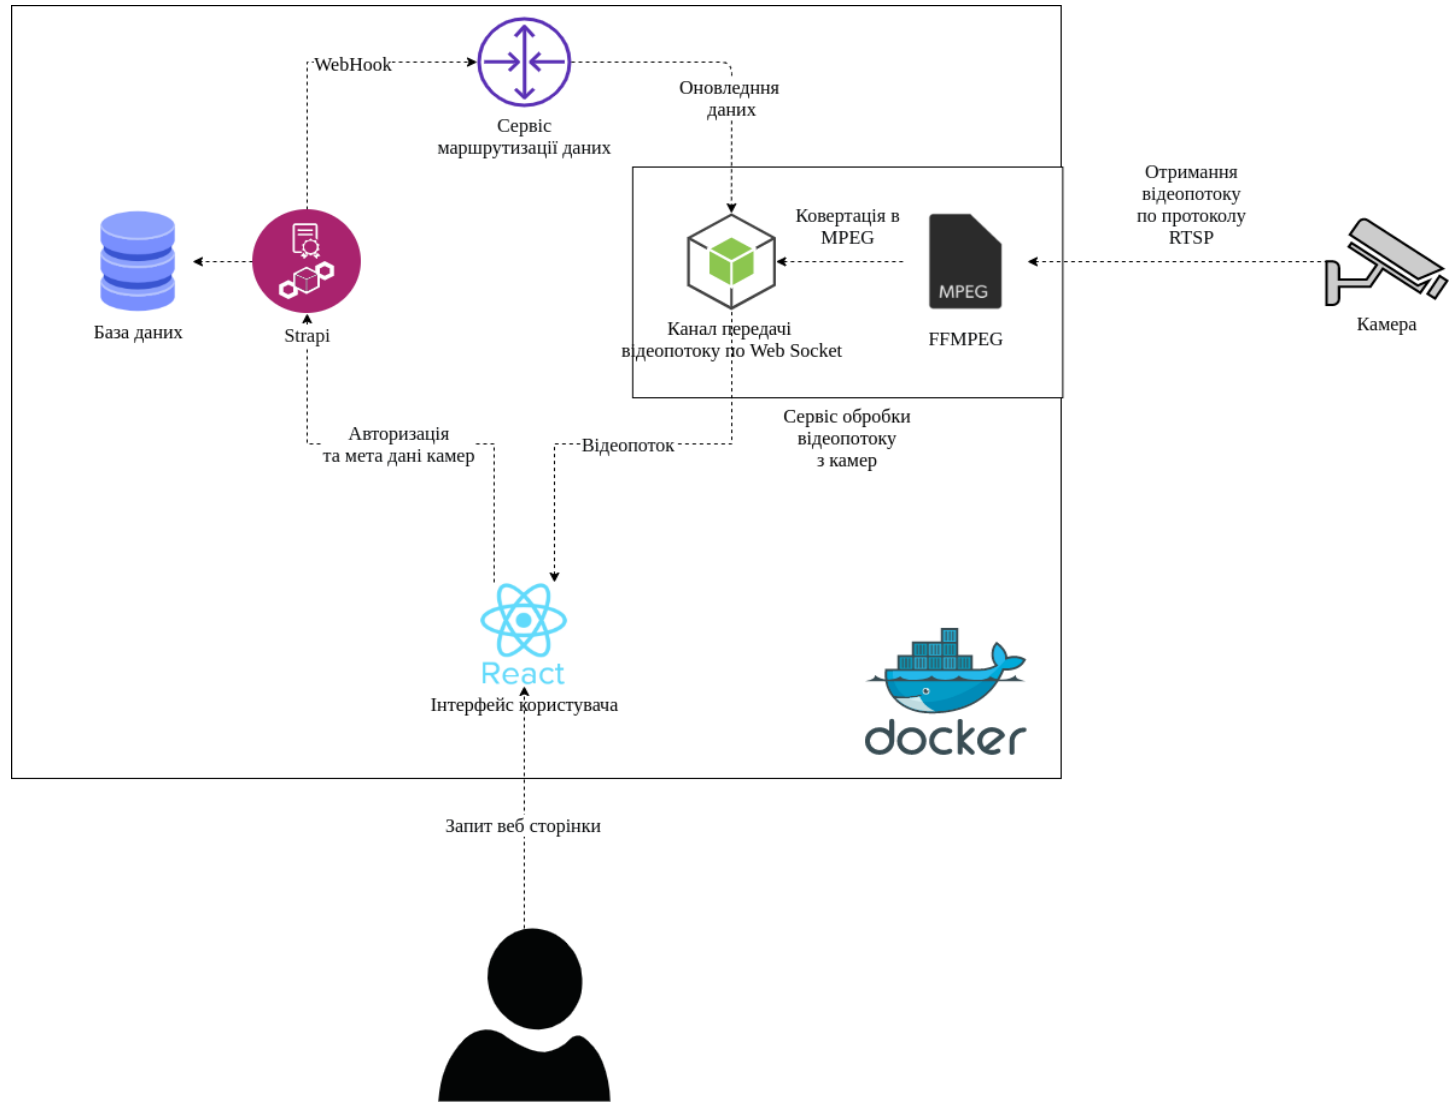 WebHook
Сервіс
маршрутизації даних
Оновледння
даних
Отримання
відеопотоку
по протоколу
RTSP
Ковертація в
MPEG
MPEG
База даних
Strapi
Канал передачі
відеопотоку по Web Socket
FFMPEG
Камера
Авторизація
та мета дані камер
Відеопоток
Сервіс обробки
відеопотоку
з камер
React
Інтерфейс користувача
docker
Запит веб сторінки